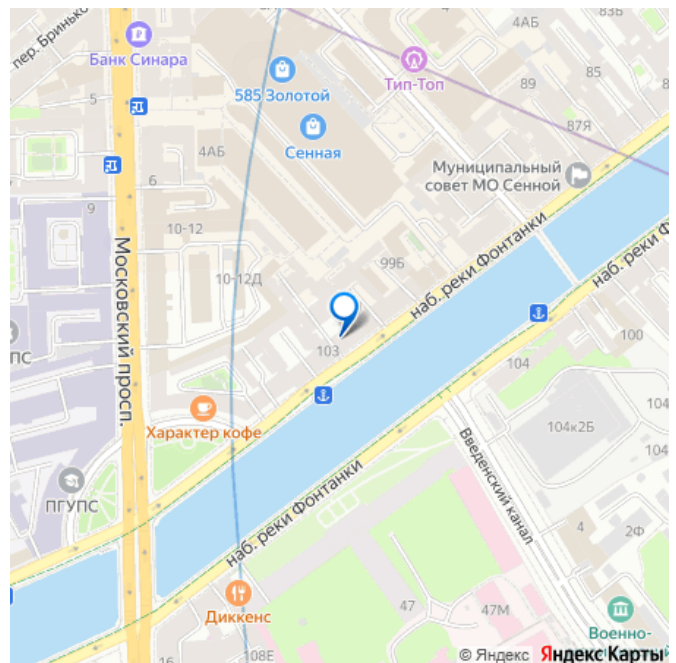 пер. Бринько
Банк Синара
4АБ
83Б
Тип-Топ
85
89
8
87Я
585 Золотой
5
Сенная
4АБ
Муниципальный
совет МО Сенной
6
9
10-12
наб. реки Фонтанки
наб. реки Ф
99Б
10-12Д
Московский просп.
ПС
103
100
104
104
104к2Б
104
Характер кофе
Введенский канал
ПГУПС
наб. реки Фонтанки
4
2Ф
Диккенс
47
47М
Военно-
16
108Е
© Яндекс Яндекс Карты